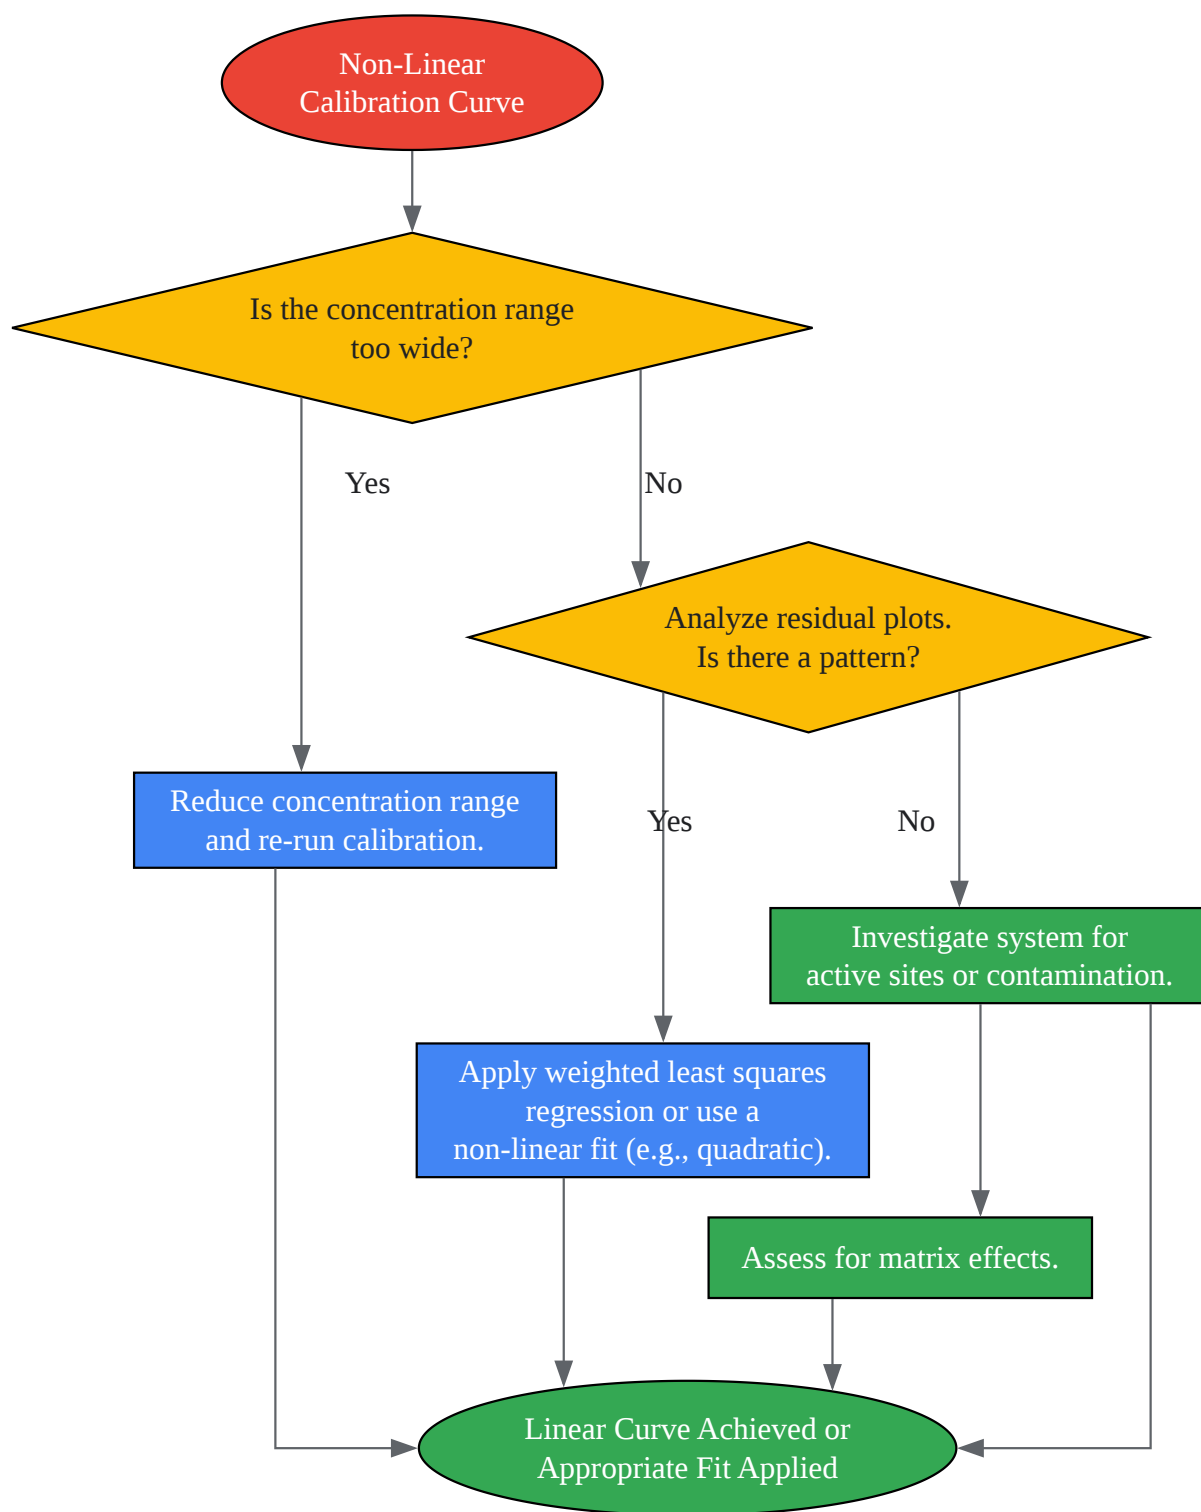 Non-Linear
Calibration Curve
Is the concentration range
too wide?
Yes
No
Analyze residual plots.
Is there a pattern?
Reduce concentration range
and re-run calibration.
Yes
No
Investigate system for
active sites or contamination.
Apply weighted least squares
regression or use a
non-linear fit (e.g., quadratic).
Assess for matrix effects.
Linear Curve Achieved or
Appropriate Fit Applied